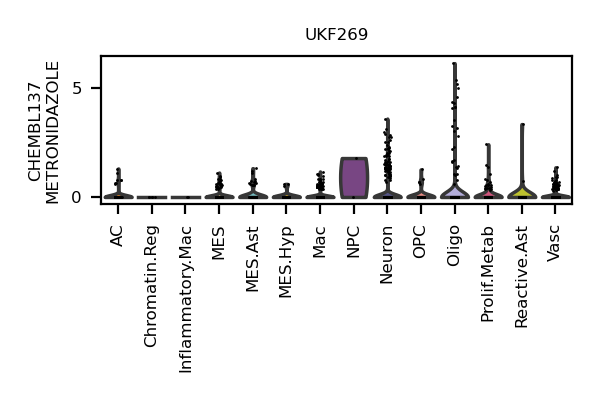 UKF269
CHEMBL137
METRONIDAZOLE
5
0
AC
Chromatin.Reg
Inflammatory.Mac
MES
MES.Ast
MES.Hyp
Mac
NPC
Neuron
OPC
Oligo
Prolif.Metab
Reactive.Ast
Vasc